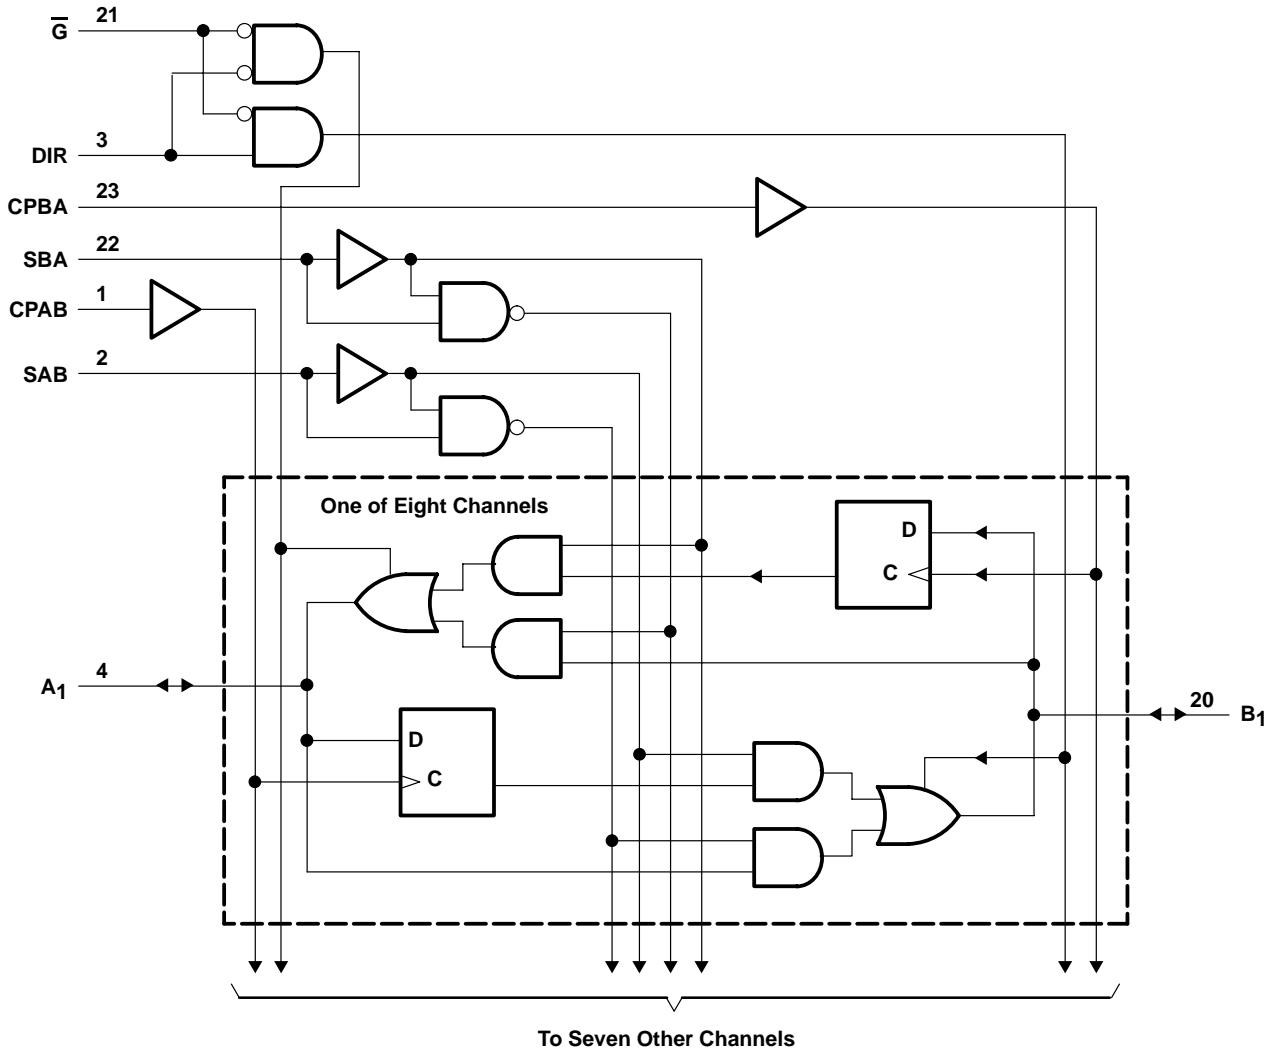 G̅ 21
DIR 3
CPBA 23
SBA 22
CPAB 1
SAB 2
One of Eight Channels
D
C
A1 4
20 B1
D
C
To Seven Other Channels